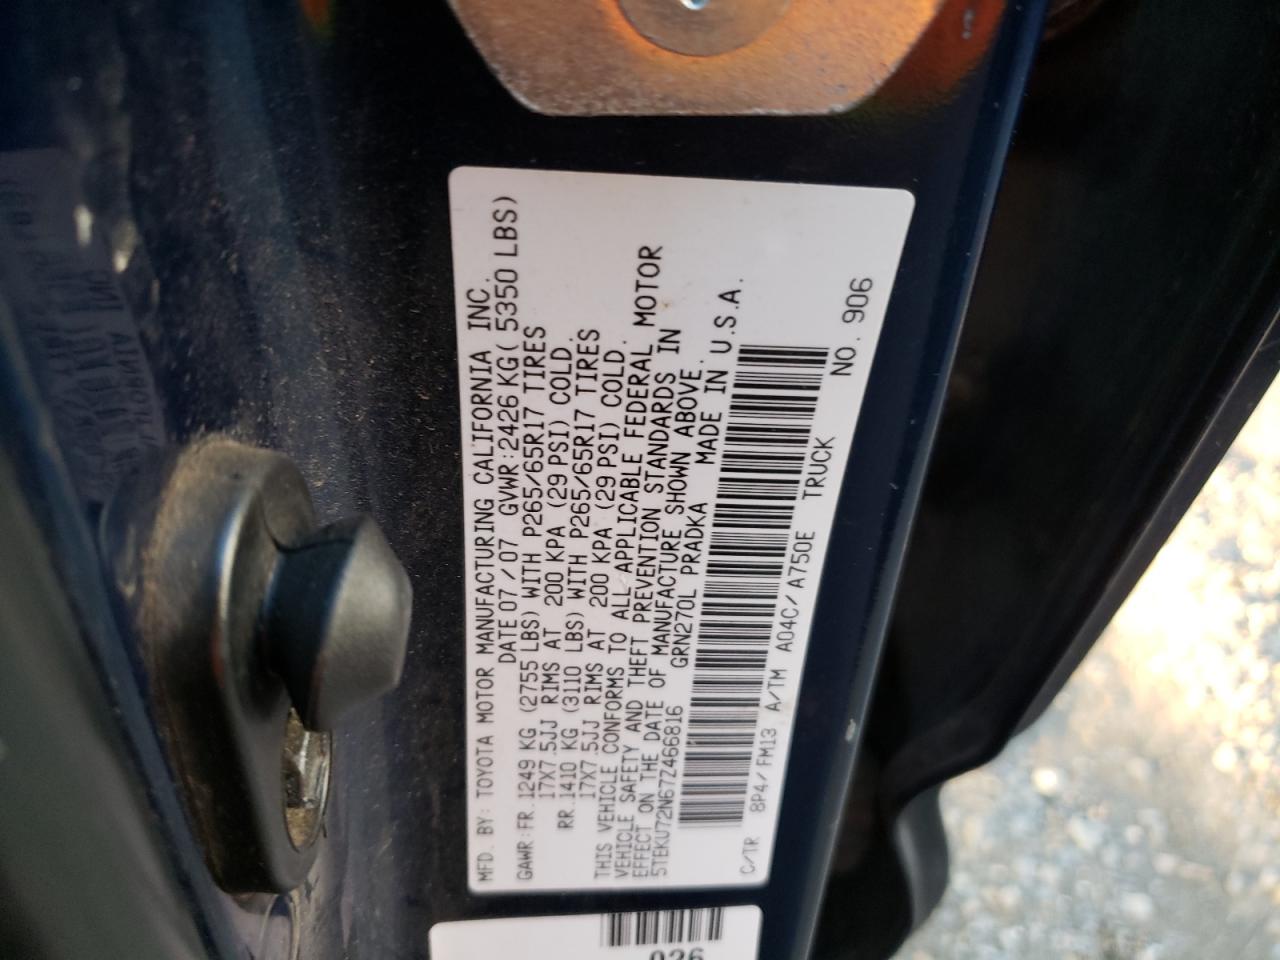 MFD. BY: TOYOTA MOTOR MANUFACTURING CALIFORNIA INC.
DATE 07/07 GVWR:2426 KG( 5350 LBS)
GAWR:FR.1249 KG (2755 LBS) WITH P265/65R17 TIRES
17X7.5JJ RIMS AT 200 KPA (29 PSI) COLD.
RR.1410 KG (3110 LBS) WITH P265/65R17 TIRES
17X7.5JJ RIMS AT 200 KPA (29 PSI) COLD.
THIS VEHICLE CONFORMS TO ALL APPLICABLE FEDERAL MOTOR
VEHICLE SAFETY AND THEFT PREVENTION STANDARDS IN
EFFECT ON THE DATE OF MANUFACTURE SHOWN ABOVE.
5TEKU72N67Z466816 GRN270L PRADKA MADE IN U.S.A.
C/TR 8P4/FM13 A/TM A04C/A750E TRUCK NO. 906